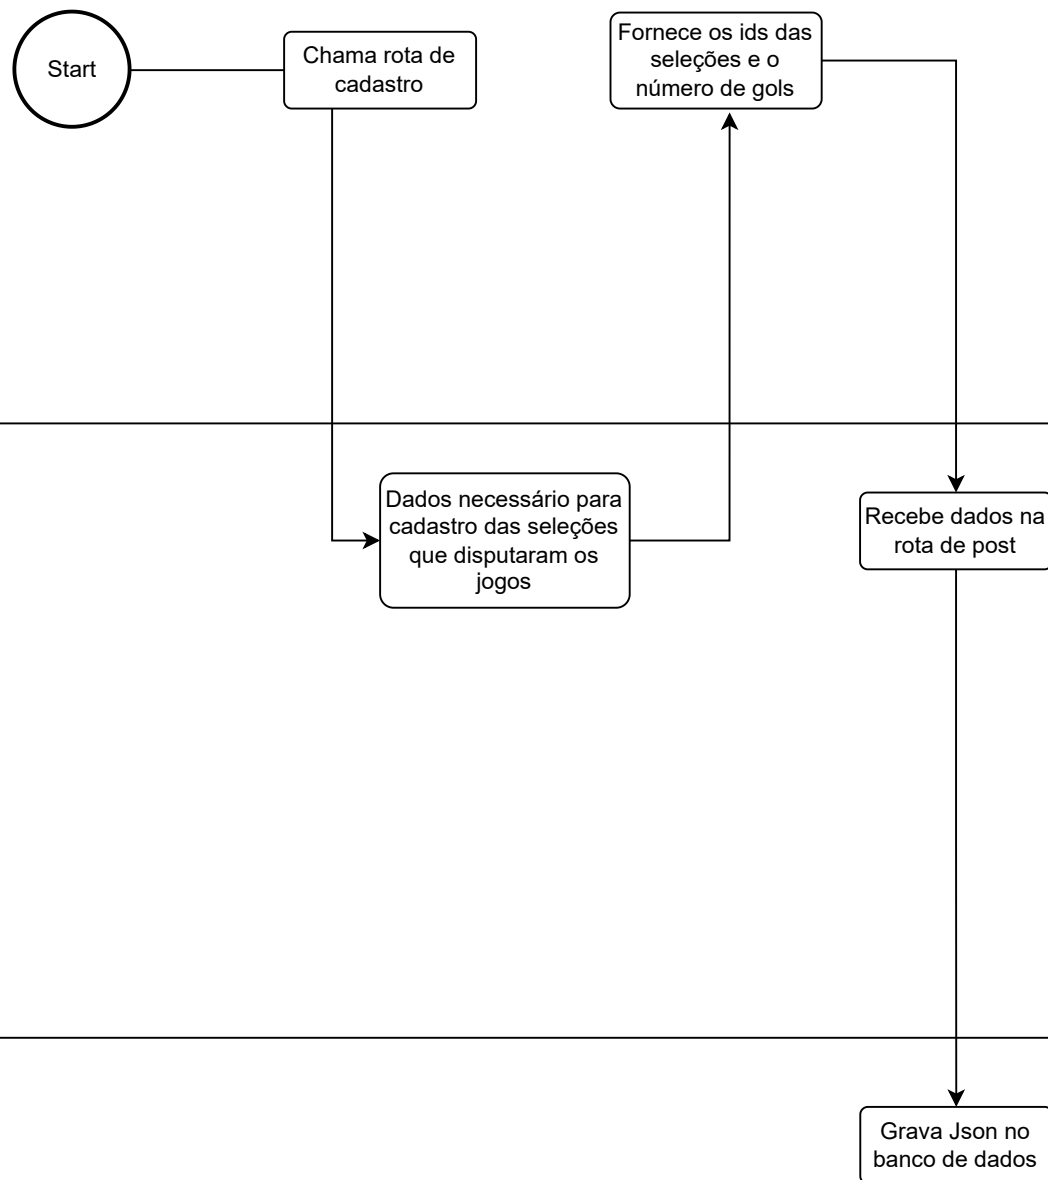 Start
Chama rota de
cadastro
Fornece os ids das
seleções e o
número de gols
Dados necessário para
cadastro das seleções
que disputaram os
jogos
Recebe dados na
rota de post
Grava Json no
banco de dados